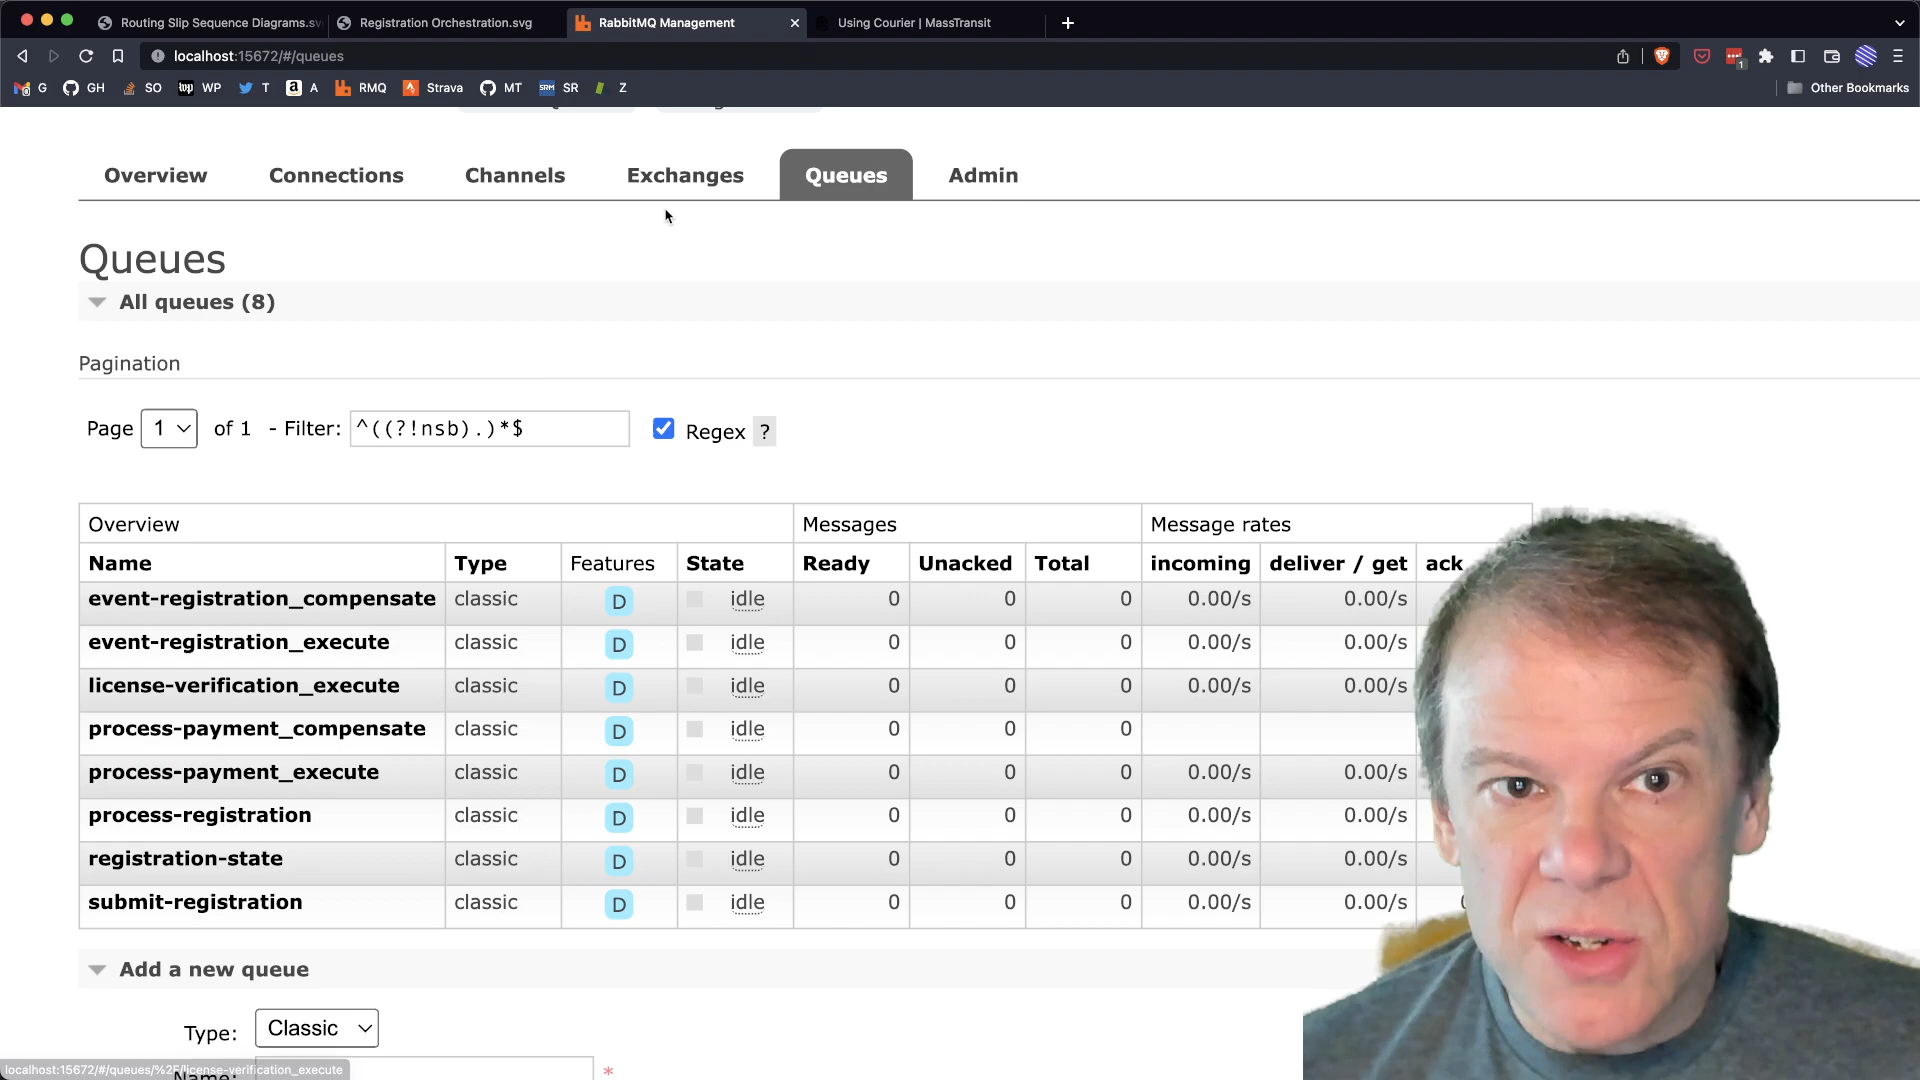 Routing Slip Sequence Diagrams.sv
Registration Orchestration.svg
RabbitMQ Management
Using Courier | MassTransit
localhost:15672/#/queues
1
G
GH
SO
WP
T
A
RMQ
Strava
MT
SRM
SR
Z
Other Bookmarks
Overview
Connections
Channels
Exchanges
Queues
Admin
Queues
All queues (8)
Pagination
Page 1 of 1 - Filter: ^((?!nsb).)*$ Regex ?
Overview Messages Message rates
Name Type Features State Ready Unacked Total incoming deliver / get ack
event-registration_compensate classic D idle 0 0 0 0.00/s 0.00/s
event-registration_execute classic D idle 0 0 0 0.00/s 0.00/s
license-verification_execute classic D idle 0 0 0 0.00/s 0.00/s
process-payment_compensate classic D idle 0 0 0
process-payment_execute classic D idle 0 0 0 0.00/s 0.00/s
process-registration classic D idle 0 0 0 0.00/s 0.00/s
registration-state classic D idle 0 0 0 0.00/s 0.00/s
submit-registration classic D idle 0 0 0 0.00/s 0.00/s
Add a new queue
Type: Classic
Name: *
localhost:15672/#/queues/%2F/license-verification_execute